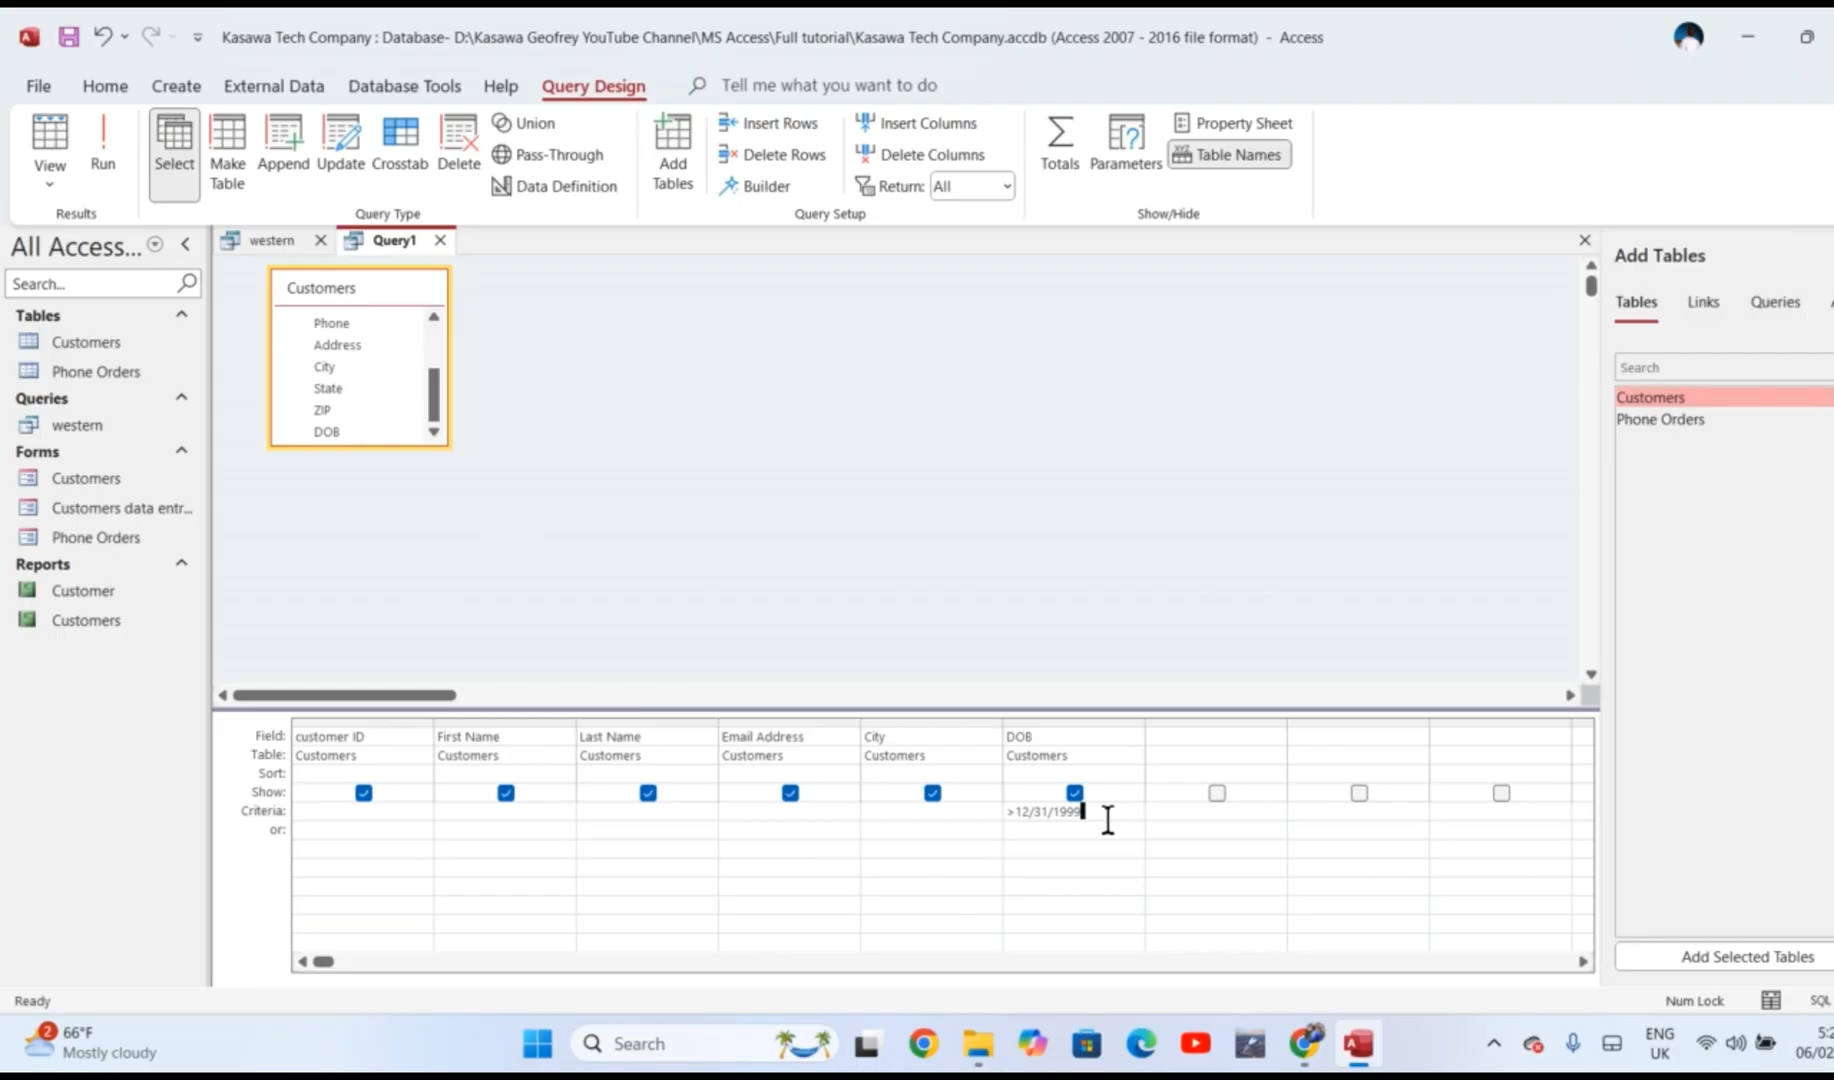 Kasawa Tech Company : Database- D:\Kasawa Geofrey YouTube Channel\MS Access\Full tutorial\Kasawa Tech Company.accdb (Access 2007 - 2016 file format) - Access
File Home Create External Data Database Tools Help Query Design Tell me what you want to do
View
Run
Select
Make
Table
Append
Update
Crosstab
Delete
Union
Pass-Through
Data Definition
Add
Tables
Insert Rows
Delete Rows
Builder
Insert Columns
Delete Columns
Return: All
Totals
Parameters
Property Sheet
Table Names
Results
Query Type
Query Setup
Show/Hide
All Access...
Search...
Tables
Customers
Phone Orders
Queries
western
Forms
Customers
Customers data entr...
Phone Orders
Reports
Customer
Customers
western
Query1
Customers
Phone
Address
City
State
ZIP
DOB
Add Tables
Tables Links Queries
Search
Customers
Phone Orders
Add Selected Tables
Field: customer ID First Name Last Name Email Address City DOB
Table: Customers Customers Customers Customers Customers Customers
Sort:
Show:
Criteria: >12/31/1999
or:
Ready
Num Lock
SQL
2
66°F
Mostly cloudy
Search
ENG
UK
5:2
06/02